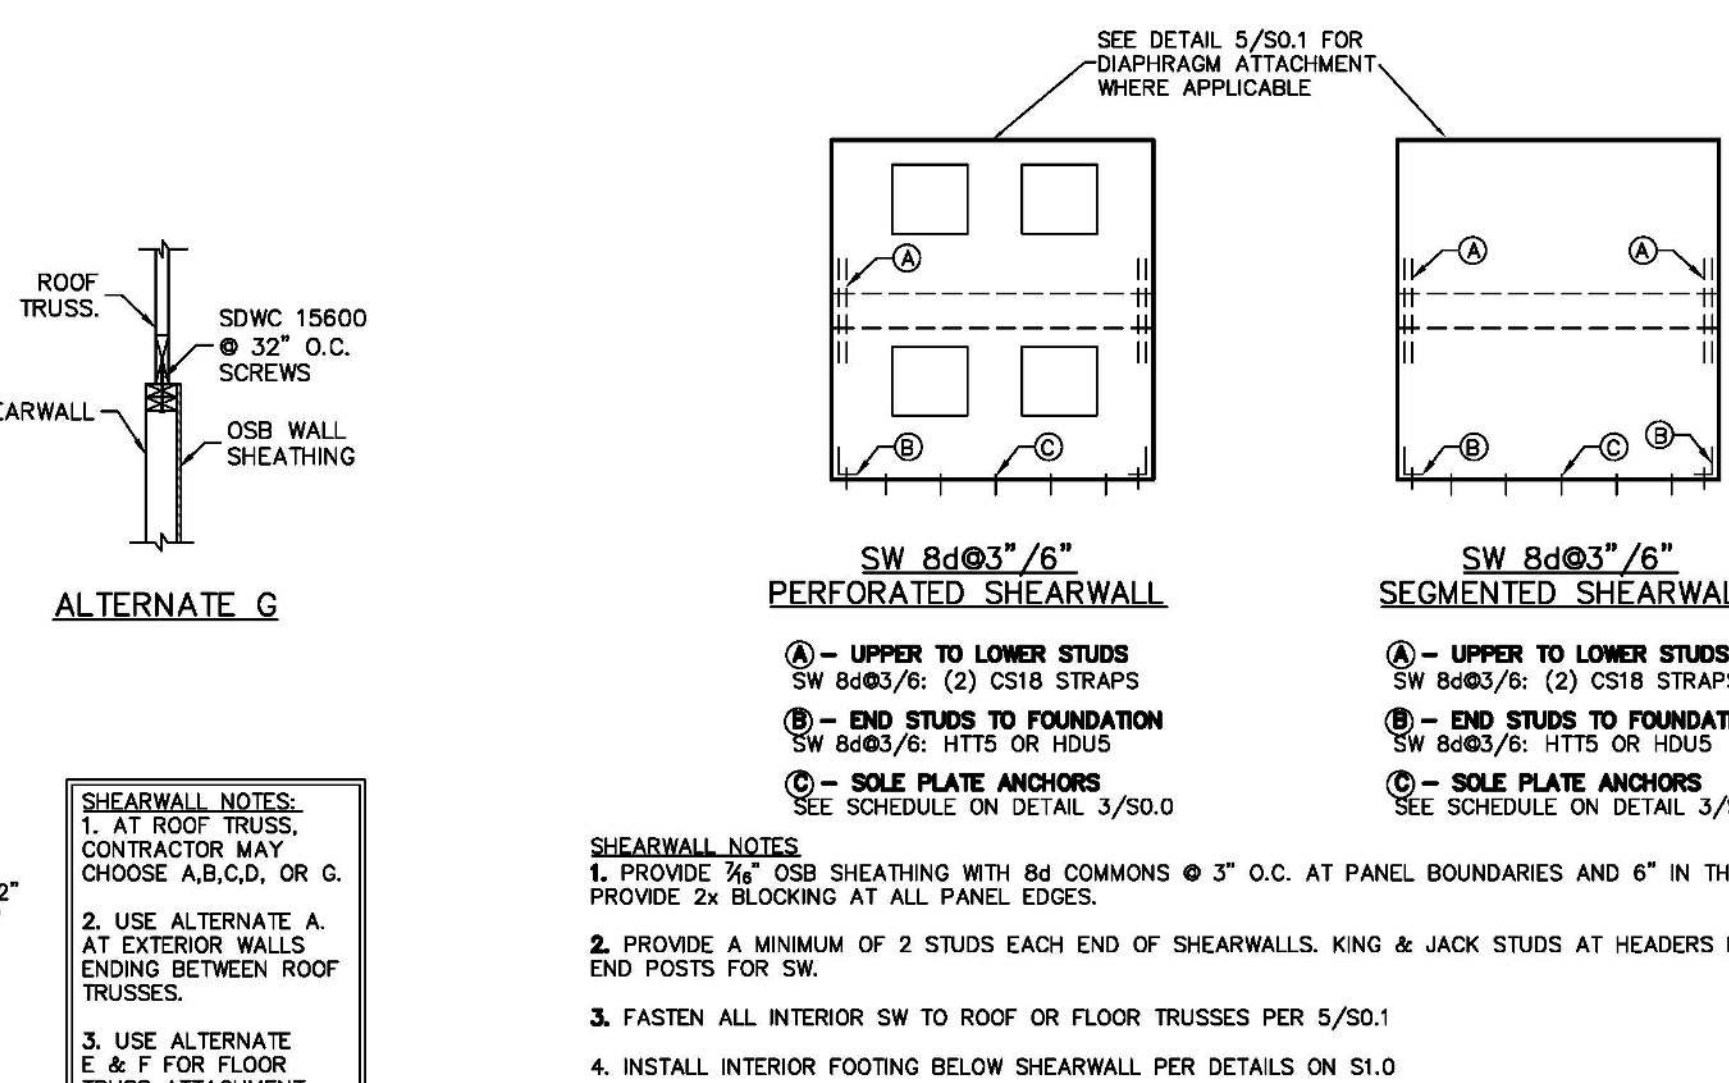 SEE DETAIL 5/S0.1 FOR
DIAPHRAGM ATTACHMENT
WHERE APPLICABLE
ROOF
TRUSS.
SDWC 15600
@ 32" O.C.
SCREWS
OSB WALL
SHEATHING
ALTERNATE G
A
B
C
A
A
B
C
B
SW 8d@3"/6"
PERFORATED SHEARWALL
A – UPPER TO LOWER STUDS
SW 8d@3/6: (2) CS18 STRAPS
B – END STUDS TO FOUNDATION
SW 8d@3/6: HTT5 OR HDU5
C – SOLE PLATE ANCHORS
SEE SCHEDULE ON DETAIL 3/S0.0
SW 8d@3"/6"
SEGMENTED
A – UPPER TO LOWER STUDS
SW 8d@3/6: (2) CS18
B – END STUDS TO
SW 8d@3/6: HTT5 OR HDU5
C – SOLE PLATE ANCHORS
SEE SCHEDULE ON DETAIL
SHEARWALL NOTES:
1. AT ROOF TRUSS,
CONTRACTOR MAY
CHOOSE A,B,C,D, OR G.
2. USE ALTERNATE A.
AT EXTERIOR WALLS
ENDING BETWEEN ROOF
TRUSSES.
3. USE ALTERNATE
E & F FOR FLOOR
SHEARWALL NOTES
1. PROVIDE 7/16" OSB SHEATHING WITH 8d COMMONS @ 3" O.C. AT PANEL BOUNDARIES AND 6" IN
PROVIDE 2x BLOCKING AT ALL PANEL EDGES.
2. PROVIDE A MINIMUM OF 2 STUDS EACH END OF SHEARWALLS. KING & JACK STUDS AT HEADERS
END POSTS FOR SW.
3. FASTEN ALL INTERIOR SW TO ROOF OR FLOOR TRUSSES PER 5/S0.1
4. INSTALL INTERIOR FOOTING BELOW SHEARWALL PER DETAILS ON S1.0